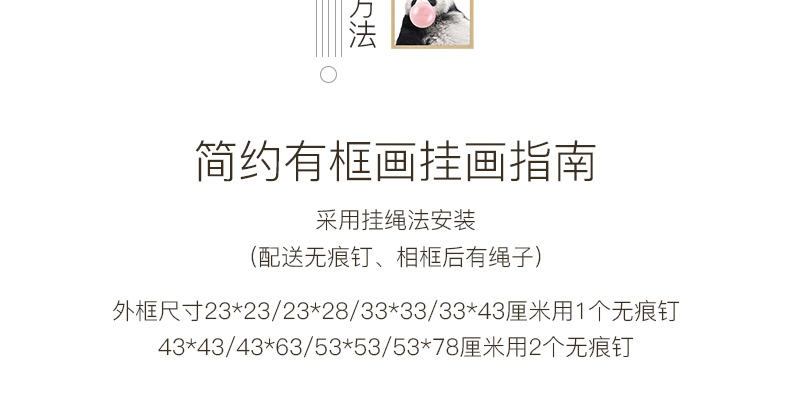 方法
简约有框画挂画指南
采用挂绳法安装
（配送无痕钉、相框后有绳子）
外框尺寸23*23/23*28/33*33/33*43厘米用1个无痕钉
43*43/43*63/53*53/53*78厘米用2个无痕钉